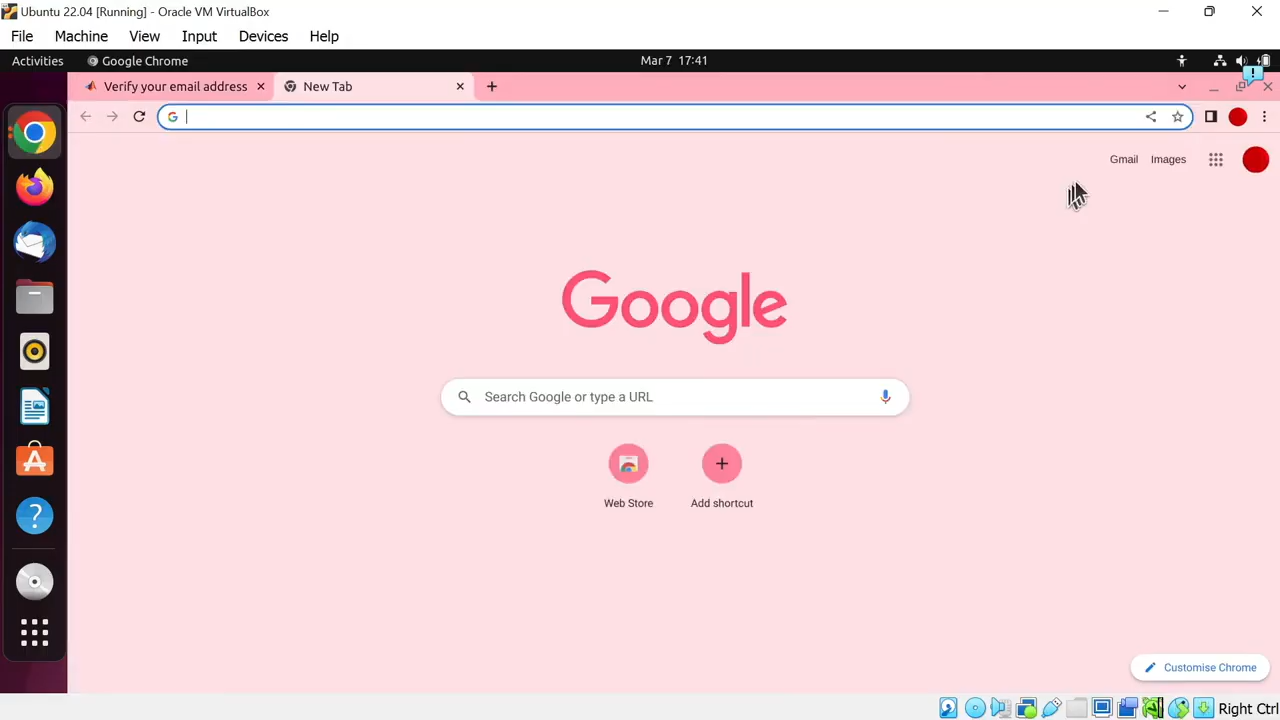 Ubuntu 22.04 [Running] - Oracle VM VirtualBox
File Machine View Input Devices Help
Activities Google Chrome Mar 7 17:41
Verify your email address New Tab
Gmail Images
Google
Search Google or type a URL
Web Store Add shortcut
Customise Chrome
Right Ctrl